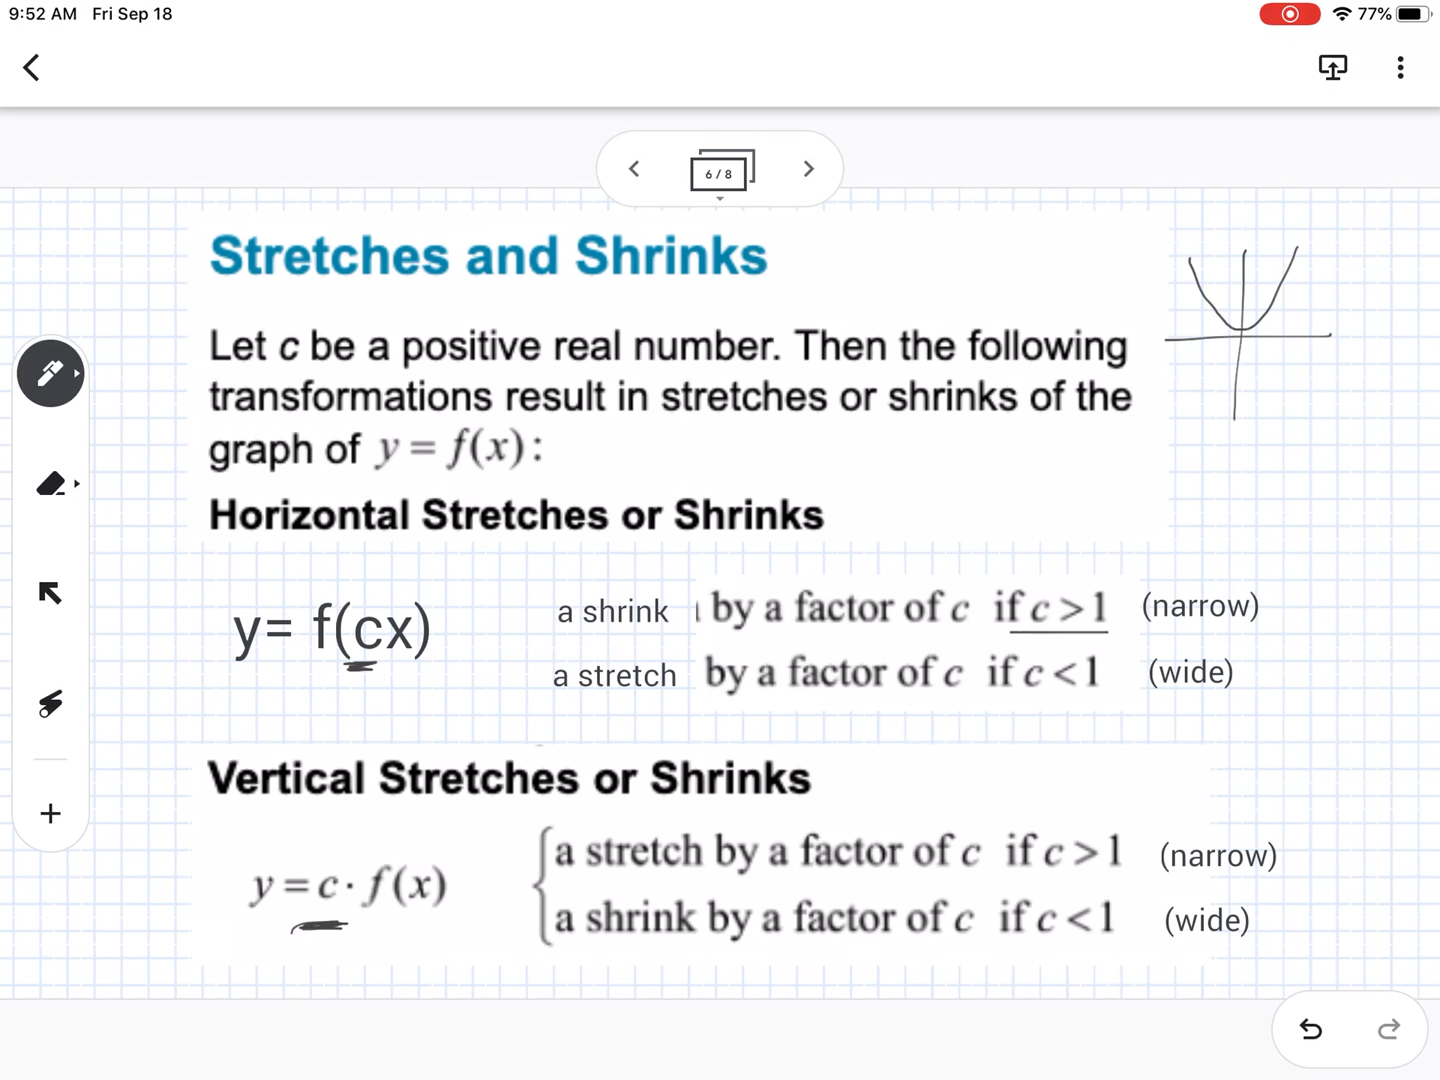 9:52 AM Fri Sep 18
77%
6 / 8
Stretches and Shrinks
Let c be a positive real number. Then the following
transformations result in stretches or shrinks of the
graph of y = f(x):
Horizontal Stretches or Shrinks
y= f(cx)
a shrink by a factor of c if c > 1 (narrow)
a stretch by a factor of c if c < 1 (wide)
Vertical Stretches or Shrinks
y = c · f(x)
a stretch by a factor of c if c > 1 (narrow)
a shrink by a factor of c if c < 1 (wide)